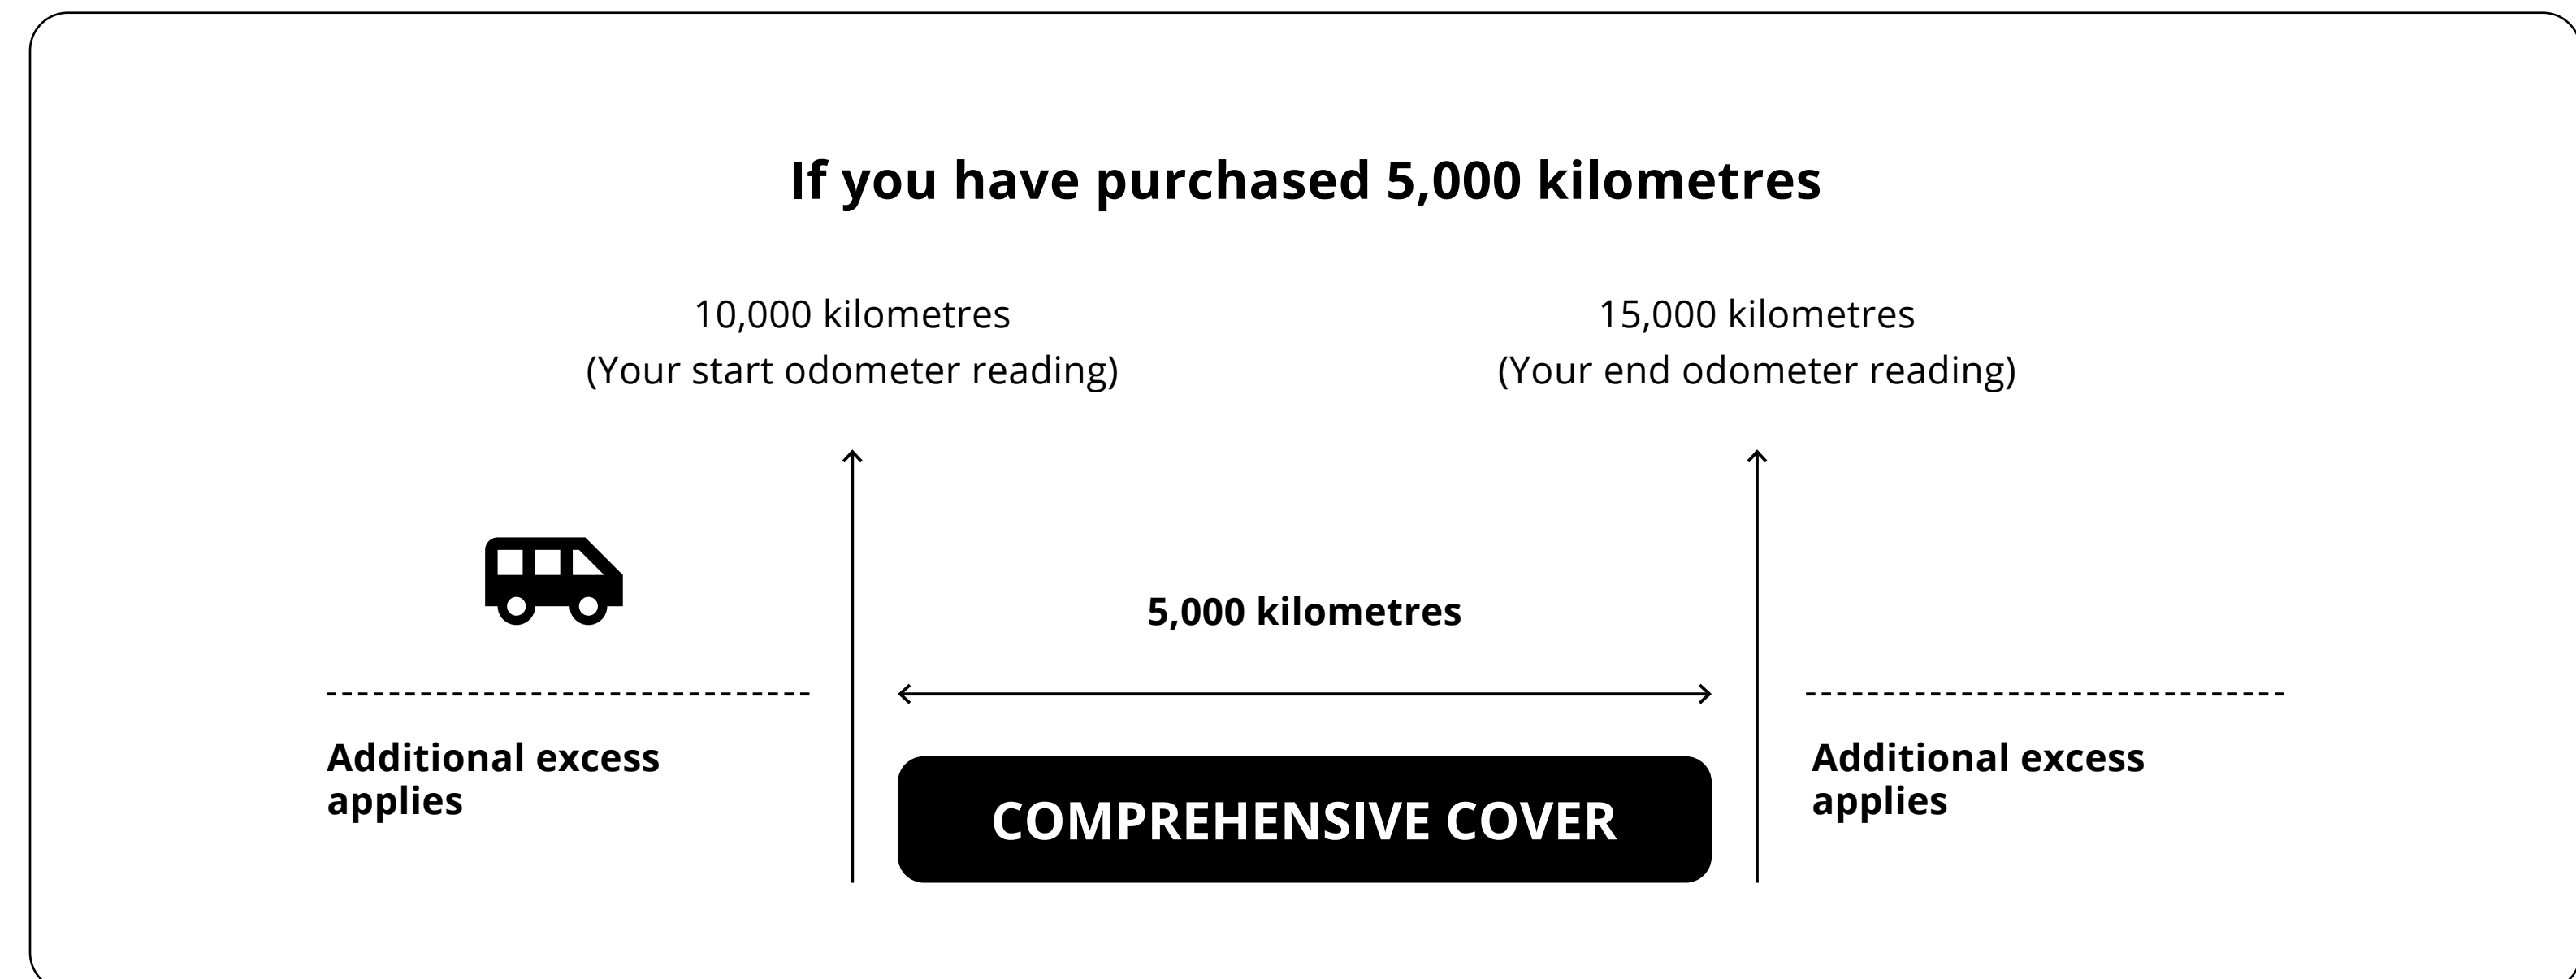 If you have purchased 5,000 kilometres
10,000 kilometres
(Your start odometer reading)
15,000 kilometres
(Your end odometer reading)
5,000 kilometres
Additional excess
applies
COMPREHENSIVE COVER
Additional excess
applies